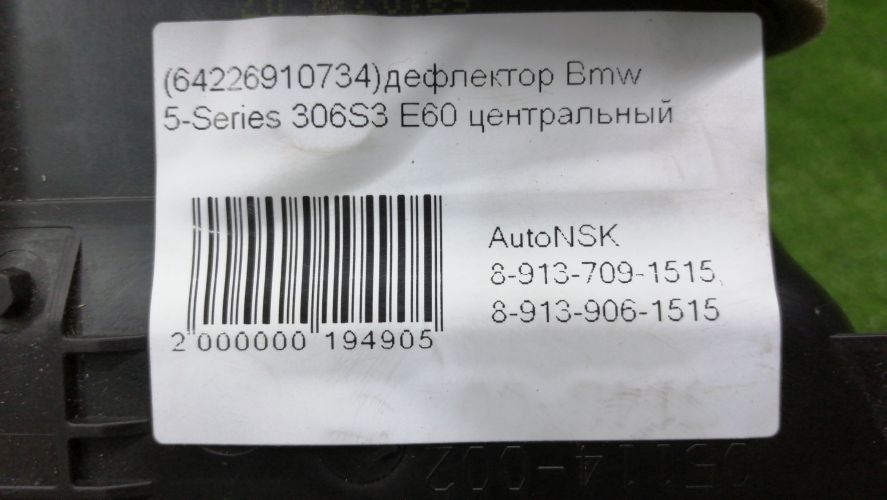 (64226910734)дефлектор Bmw
5-Series 306S3 E60 центральный
AutoNSK
8-913-709-1515,
8-913-906-1515
2 000000 194905